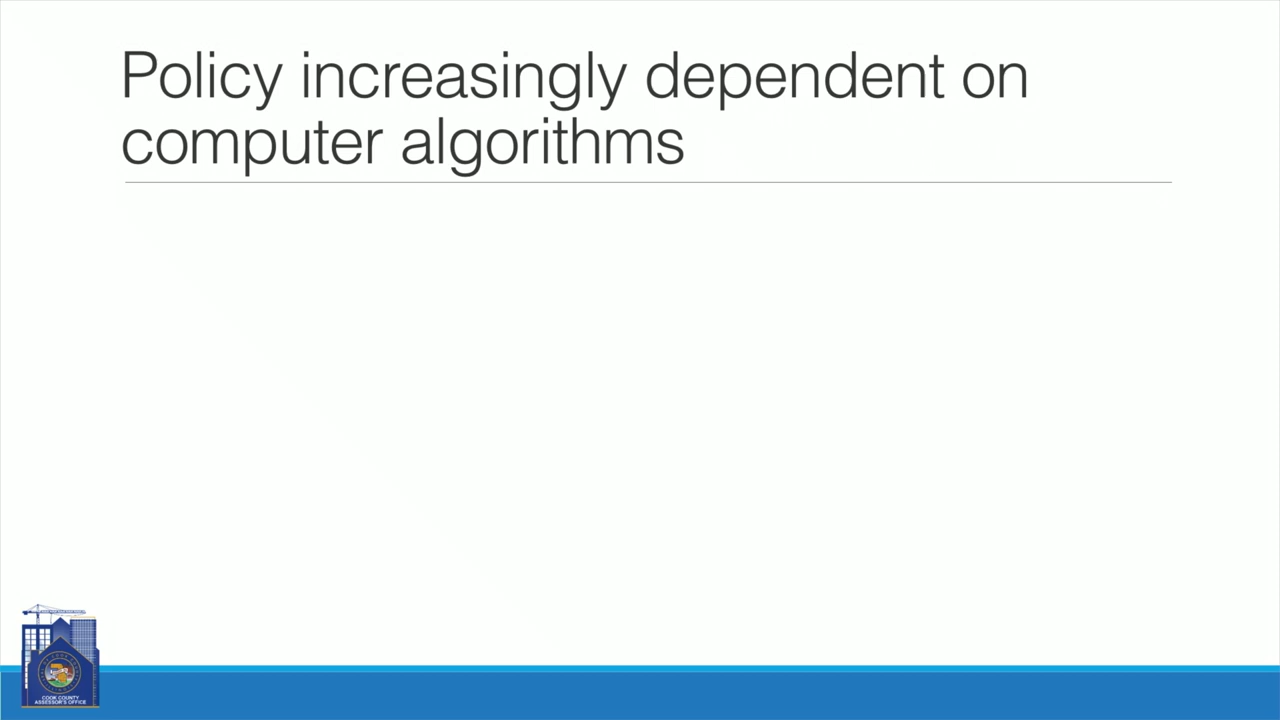 Policy increasingly dependent on
computer algorithms
COOK COUNTY
ASSESSOR'S OFFICE